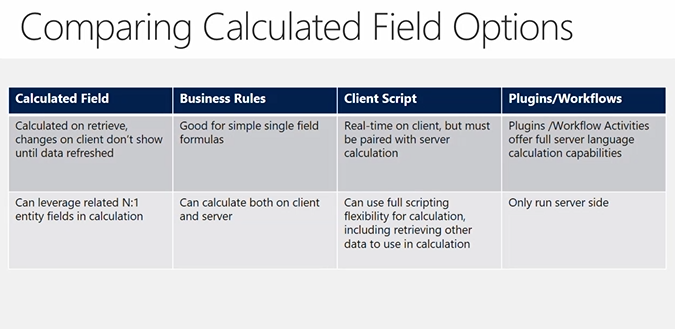 Comparing Calculated Field Options
Calculated Field
Business Rules
Client Script
Plugins/Workflows
Calculated on retrieve,
changes on client don't show
until data refreshed
Good for simple single field
formulas
Real-time on client, but must
be paired with server
calculation
Plugins /Workflow Activities
offer full server language
calculation capabilities
Can leverage related N:1
entity fields in calculation
Can calculate both on client
and server
Can use full scripting
flexibility for calculation,
including retrieving other
data to use in calculation
Only run server side